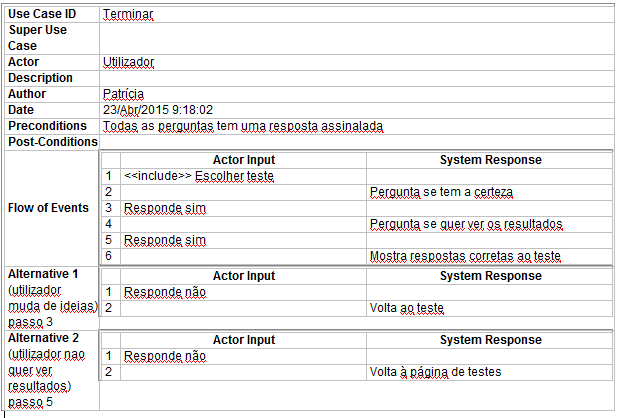 Use Case ID Terminar
Super Use
Case
Actor Utilizador
Description
Author Patrícia
Date 23/Abr/2015 9:18:02
Preconditions Todas as perguntas tem uma resposta assinalada
Post-Conditions
Flow of Events
Actor Input System Response
1 <<include>> Escolher teste
2 Pergunta se tem a certeza
3 Responde sim
4 Pergunta se quer ver os resultados
5 Responde sim
6 Mostra respostas corretas ao teste
Alternative 1
(utilizador
muda de ideias)
passo 3
Actor Input System Response
1 Responde não
2 Volta ao teste
Alternative 2
(utilizador nao
quer ver
resultados)
passo 5
Actor Input System Response
1 Responde não
2 Volta à página de testes